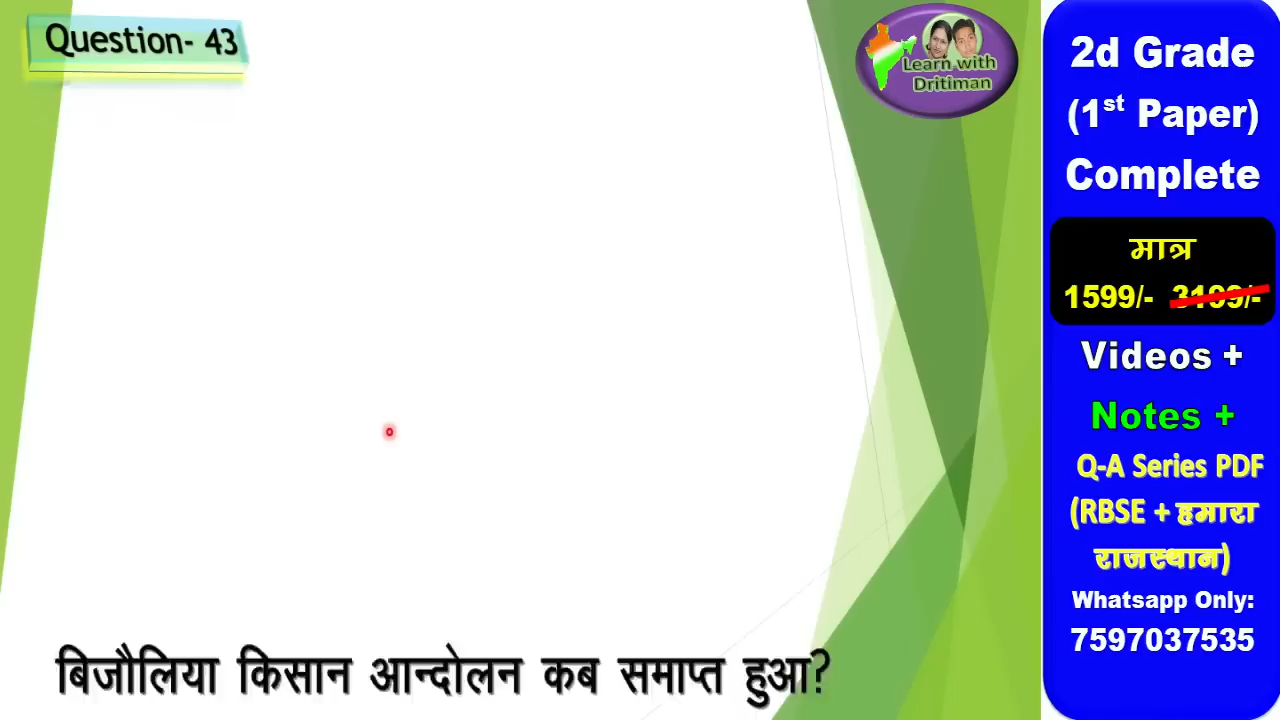 Question- 43
Learn with
Dritiman
बिजौलिया किसान आन्दोलन कब समाप्त हुआ?
2d Grade
(1st Paper)
Complete
मात्र
1599/- 3199/-
Videos +
Notes +
Q-A Series PDF
(RBSE + हमारा
राजस्थान)
Whatsapp Only:
7597037535